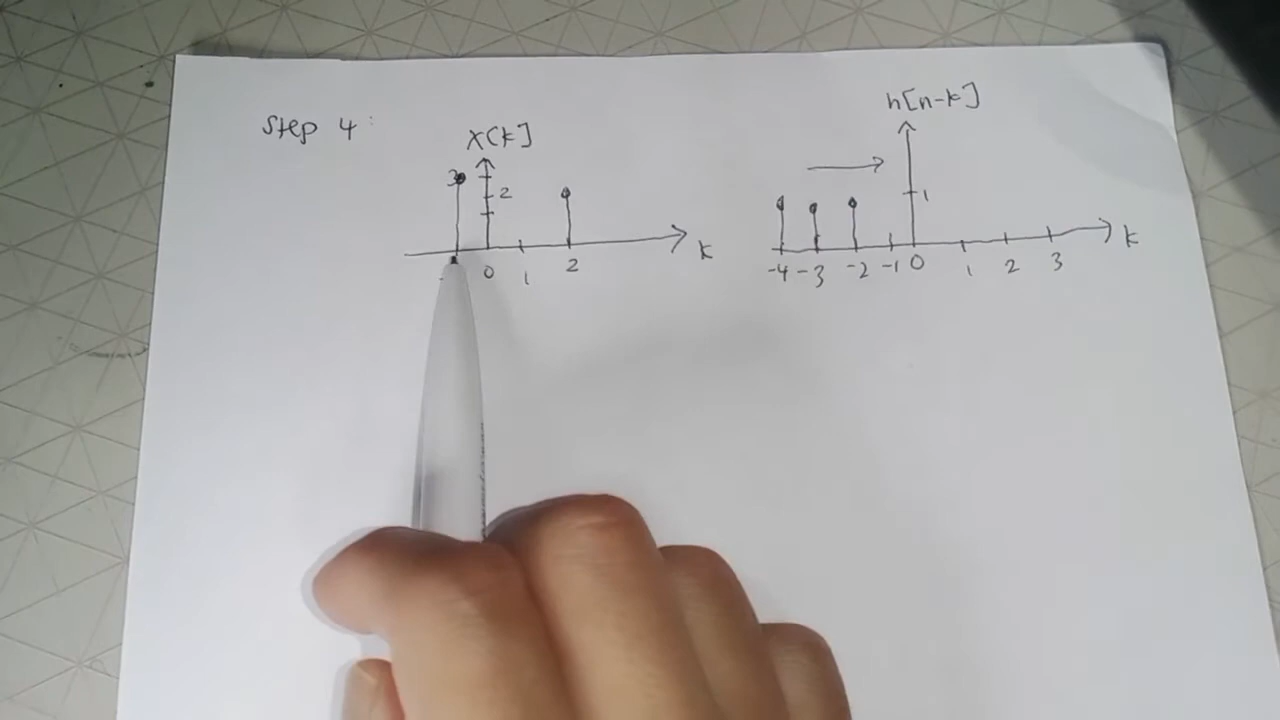 Step 4:
X[k]
3
2
0 1 2
k
h[n-k]
1
-4 -3 -2 -1 0 1 2 3
k